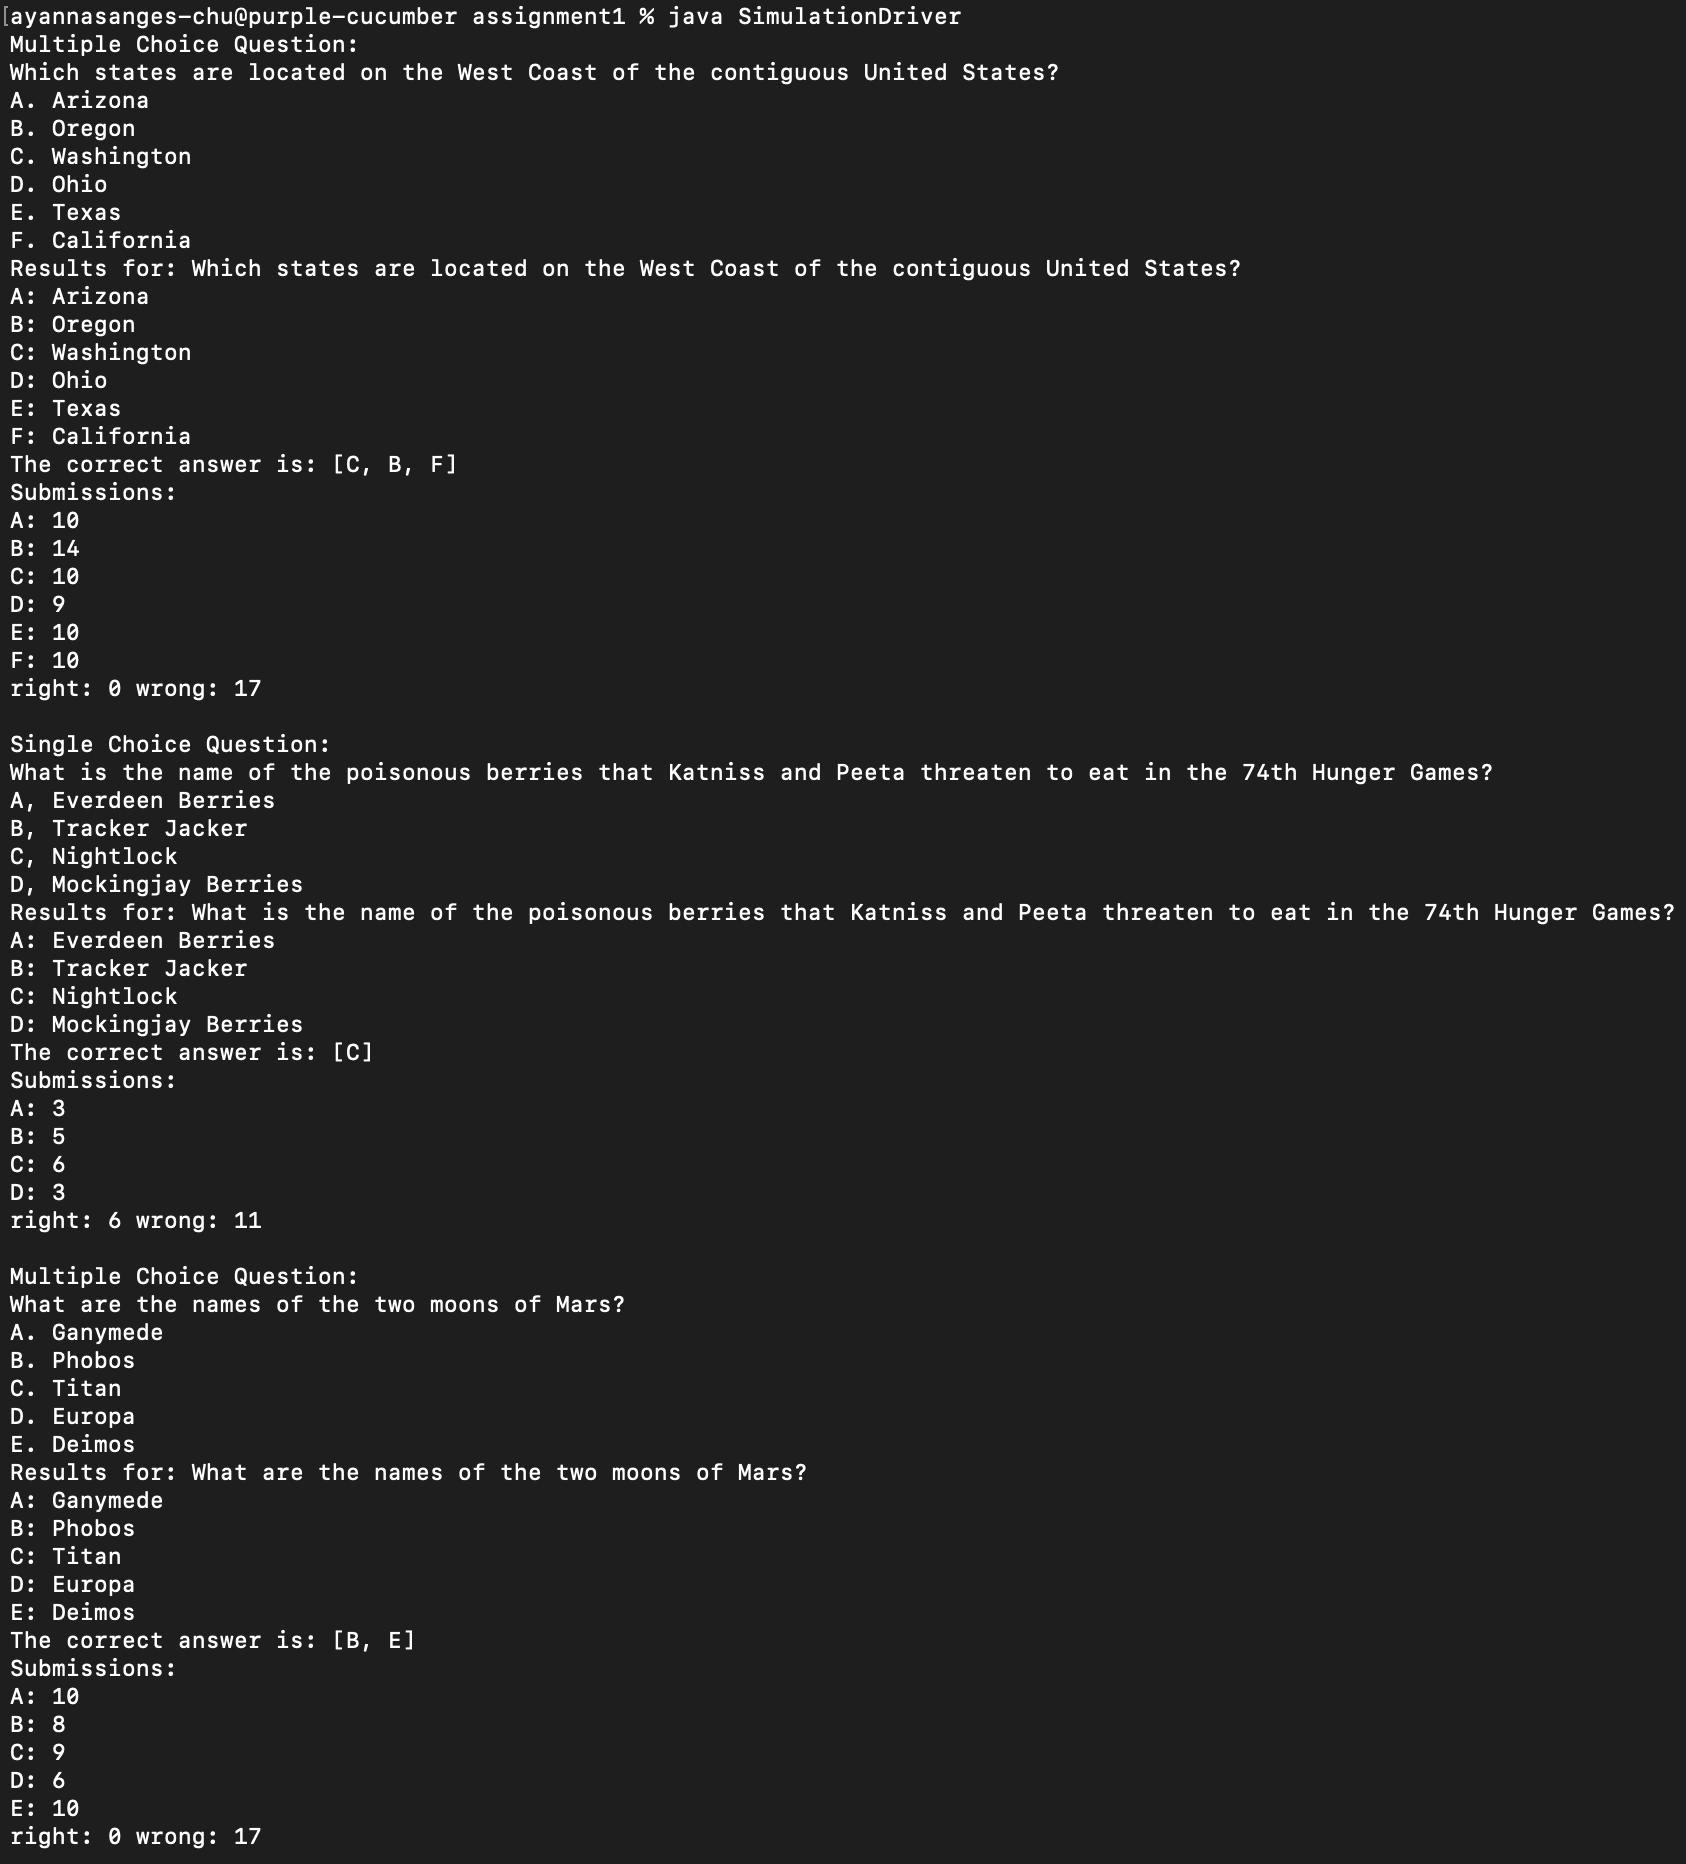 [ayannasanges-chu@purple-cucumber assignment1 % java SimulationDriver
Multiple Choice Question:
Which states are located on the West Coast of the contiguous United States?
A. Arizona
B. Oregon
C. Washington
D. Ohio
E. Texas
F. California
Results for: Which states are located on the West Coast of the contiguous United States?
A: Arizona
B: Oregon
C: Washington
D: Ohio
E: Texas
F: California
The correct answer is: [C, B, F]
Submissions:
A: 10
B: 14
C: 10
D: 9
E: 10
F: 10
right: 0 wrong: 17

Single Choice Question:
What is the name of the poisonous berries that Katniss and Peeta threaten to eat in the 74th Hunger Games?
A, Everdeen Berries
B, Tracker Jacker
C, Nightlock
D, Mockingjay Berries
Results for: What is the name of the poisonous berries that Katniss and Peeta threaten to eat in the 74th Hunger Games?
A: Everdeen Berries
B: Tracker Jacker
C: Nightlock
D: Mockingjay Berries
The correct answer is: [C]
Submissions:
A: 3
B: 5
C: 6
D: 3
right: 6 wrong: 11

Multiple Choice Question:
What are the names of the two moons of Mars?
A. Ganymede
B. Phobos
C. Titan
D. Europa
E. Deimos
Results for: What are the names of the two moons of Mars?
A: Ganymede
B: Phobos
C: Titan
D: Europa
E: Deimos
The correct answer is: [B, E]
Submissions:
A: 10
B: 8
C: 9
D: 6
E: 10
right: 0 wrong: 17